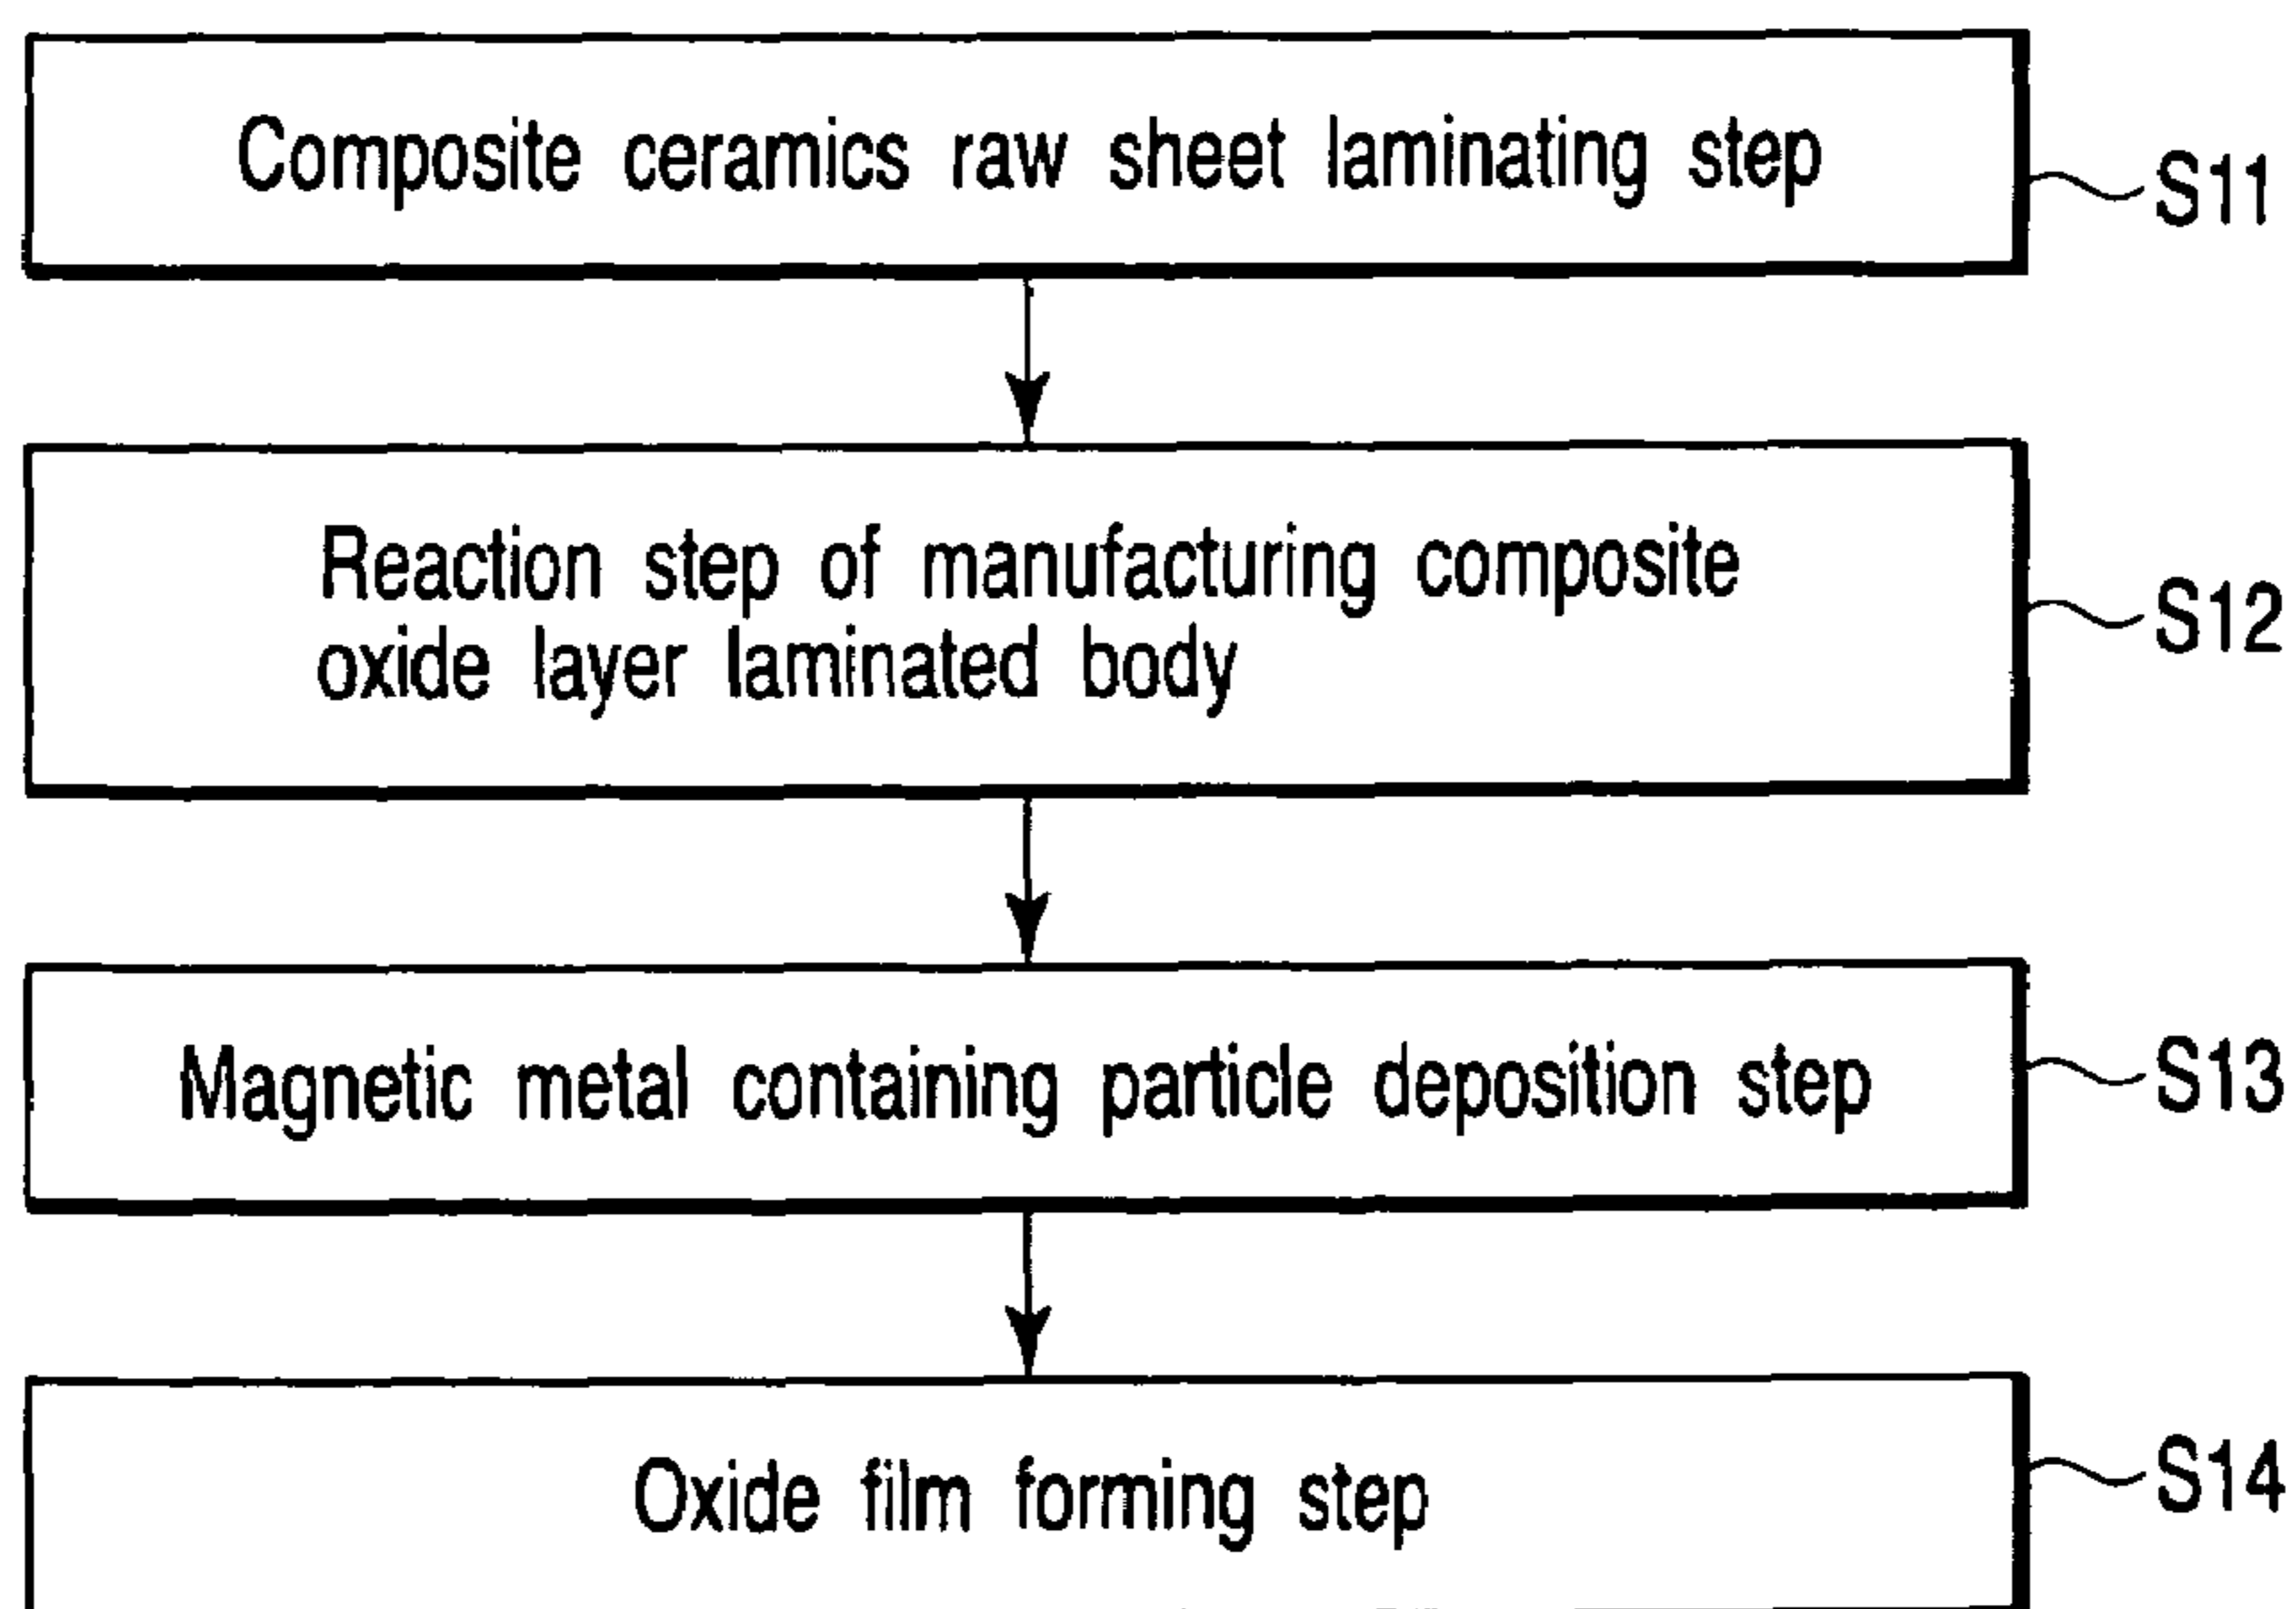 Composite ceramics raw sheet laminating step
S11
Reaction step of manufacturing composite
oxide layer laminated body
S12
Magnetic metal containing particle deposition step
S13
Oxide film forming step
S14